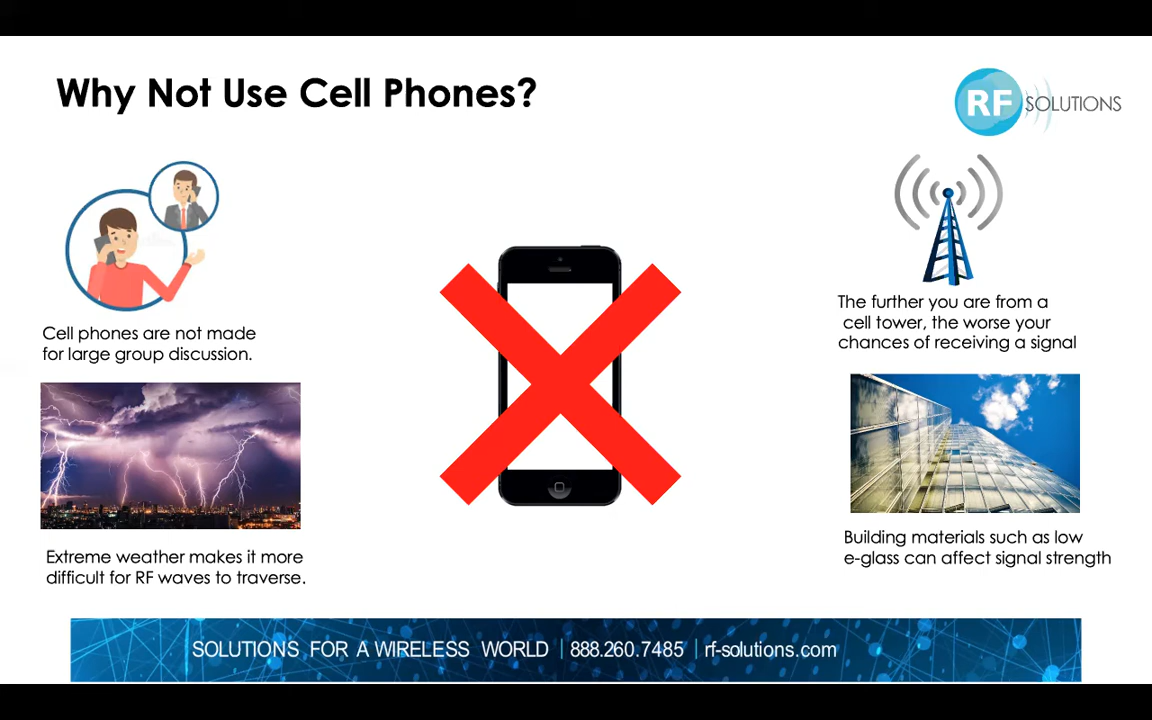 Why Not Use Cell Phones?
RF SOLUTIONS
Cell phones are not made
for large group discussion.
The further you are from a
cell tower, the worse your
chances of receiving a signal
Extreme weather makes it more
difficult for RF waves to traverse.
Building materials such as low
e-glass can affect signal strength
SOLUTIONS FOR A WIRELESS WORLD | 888.260.7485 | rf-solutions.com